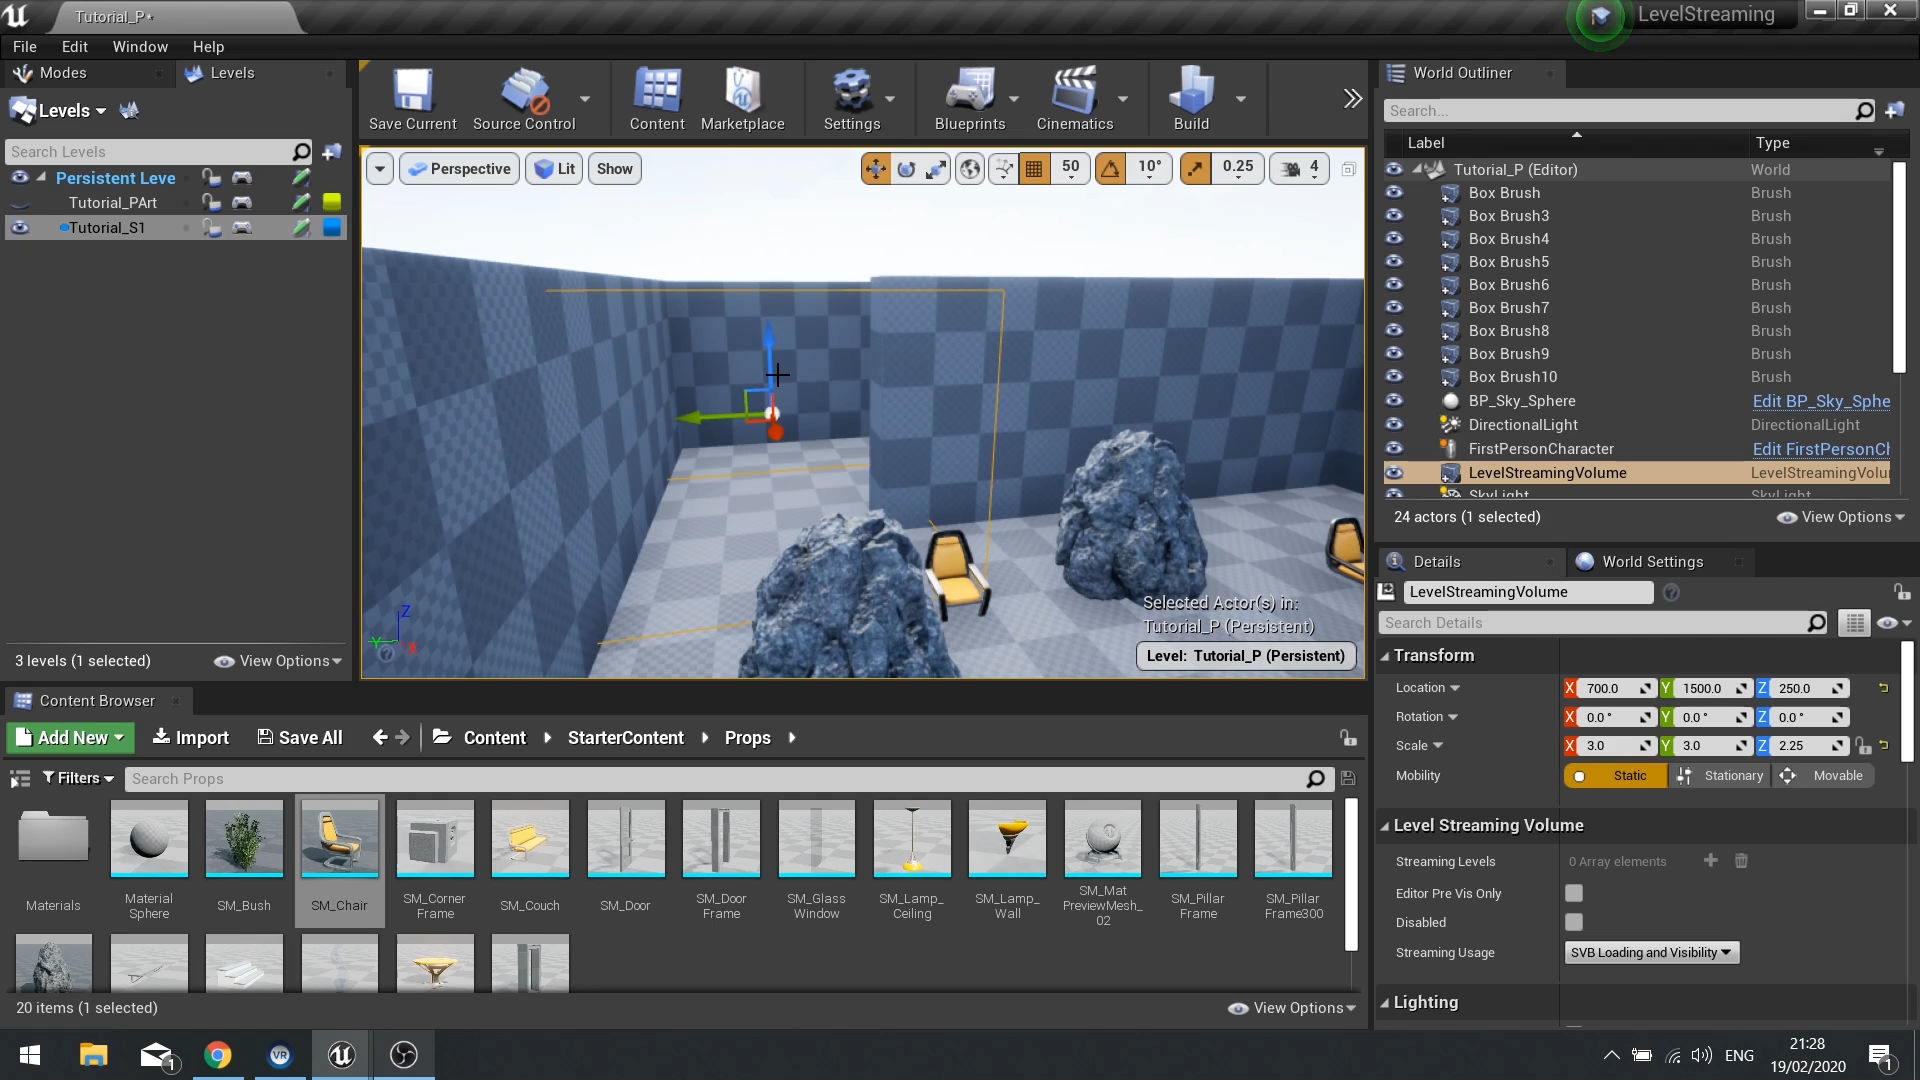 Tutorial_P*
LevelStreaming
File
Edit
Window
Help
Modes
Levels
Levels
Search Levels
Persistent Leve
Tutorial_PArt
Tutorial_S1
3 levels (1 selected)
View Options
Save Current
Source Control
Content
Marketplace
Settings
Blueprints
Cinematics
Build
Perspective
Lit
Show
50
10°
0.25
4
Z
Y
X
Selected Actor(s) in:
Tutorial_P (Persistent)
Level: Tutorial_P (Persistent)
World Outliner
Search...
Label
Type
Tutorial_P (Editor)
World
Box Brush
Brush
Box Brush3
Brush
Box Brush4
Brush
Box Brush5
Brush
Box Brush6
Brush
Box Brush7
Brush
Box Brush8
Brush
Box Brush9
Brush
Box Brush10
Brush
BP_Sky_Sphere
Edit BP_Sky_Sphe
DirectionalLight
DirectionalLight
FirstPersonCharacter
Edit FirstPersonCh
LevelStreamingVolume
LevelStreamingVolu
SkyLight
SkyLight
24 actors (1 selected)
View Options
Details
World Settings
LevelStreamingVolume
Search Details
Transform
Location
X 700.0
Y 1500.0
Z 250.0
Rotation
X 0.0 °
Y 0.0 °
Z 0.0 °
Scale
X 3.0
Y 3.0
Z 2.25
Mobility
Static
Stationary
Movable
Level Streaming Volume
Streaming Levels
0 Array elements
Editor Pre Vis Only
Disabled
Streaming Usage
SVB Loading and Visibility
Lighting
Content Browser
Add New
Import
Save All
Content
StarterContent
Props
Filters
Search Props
Materials
Material
Sphere
SM_Bush
SM_Chair
SM_Corner
Frame
SM_Couch
SM_Door
SM_Door
Frame
SM_Glass
Window
SM_Lamp_
Ceiling
SM_Lamp_
Wall
SM_Mat
PreviewMesh_
02
SM_Pillar
Frame
SM_Pillar
Frame300
20 items (1 selected)
View Options
1
VR
ENG
21:28
19/02/2020
1